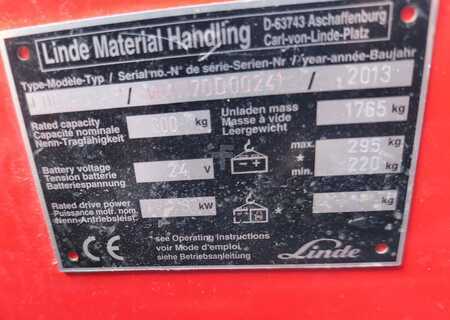 Linde Material Handling
D-63743 Aschaffenburg
Carl-von-Linde-Platz
Type-Modèle-Typ / Serial no.-N° de série-Serien-Nr / year-année-Baujahr
/ / 2013
Rated capacity
Capacité nominale
Nenn-Tragfähigkeit
kg
Unladen mass
Masse à vide
Leergewicht
1765 kg
Battery voltage
Tension batterie
Batteriespannung
24 V
max. 295 kg
* *
min. 220 kg
Rated drive power
Puissance motr. nom.
Nenn-Antriebsleist.
kW
kg
CE
see Operating instructions
voir Mode d'emploi
siehe Betriebsanleitung
Linde